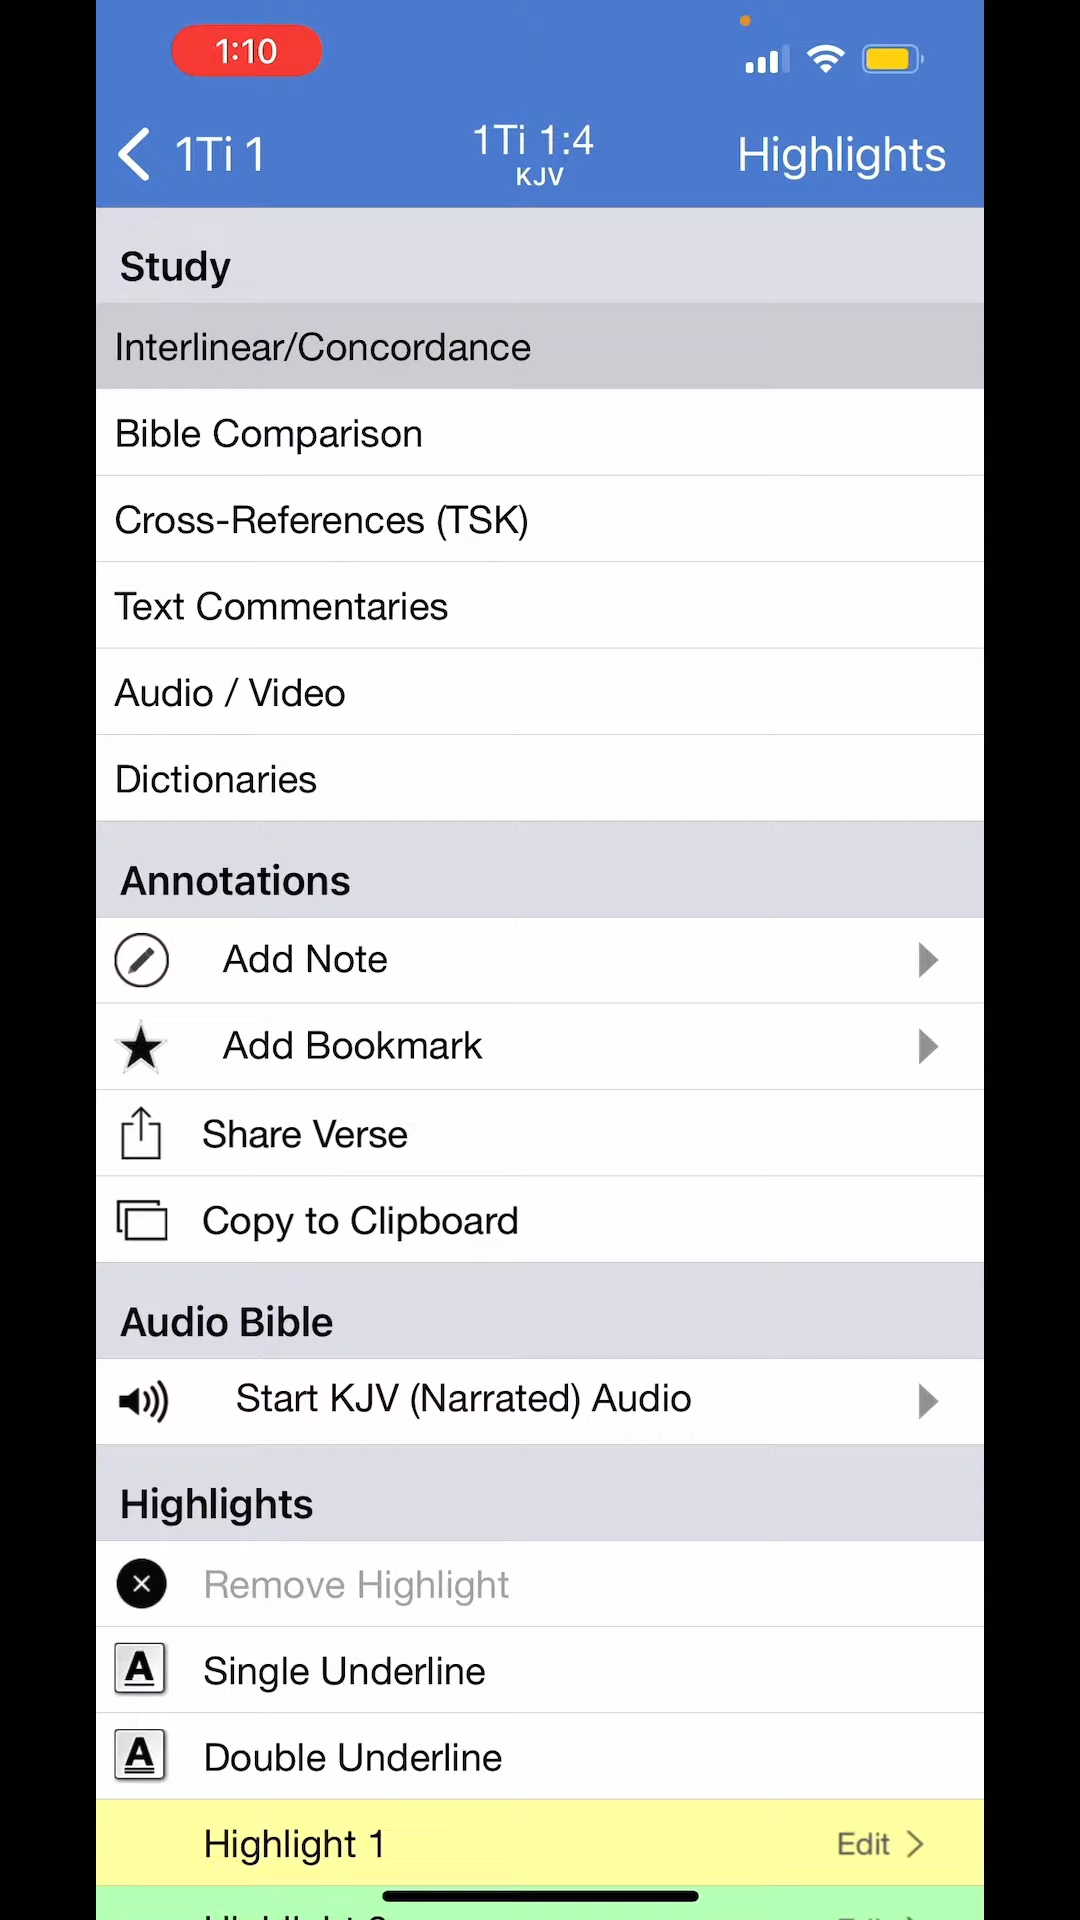 1:10
1Ti 1
1Ti 1:4
KJV
Highlights
Study
Interlinear/Concordance
Bible Comparison
Cross-References (TSK)
Text Commentaries
Audio / Video
Dictionaries
Annotations
Add Note
Add Bookmark
Share Verse
Copy to Clipboard
Audio Bible
Start KJV (Narrated) Audio
Highlights
Remove Highlight
A Single Underline
A Double Underline
Highlight 1 Edit